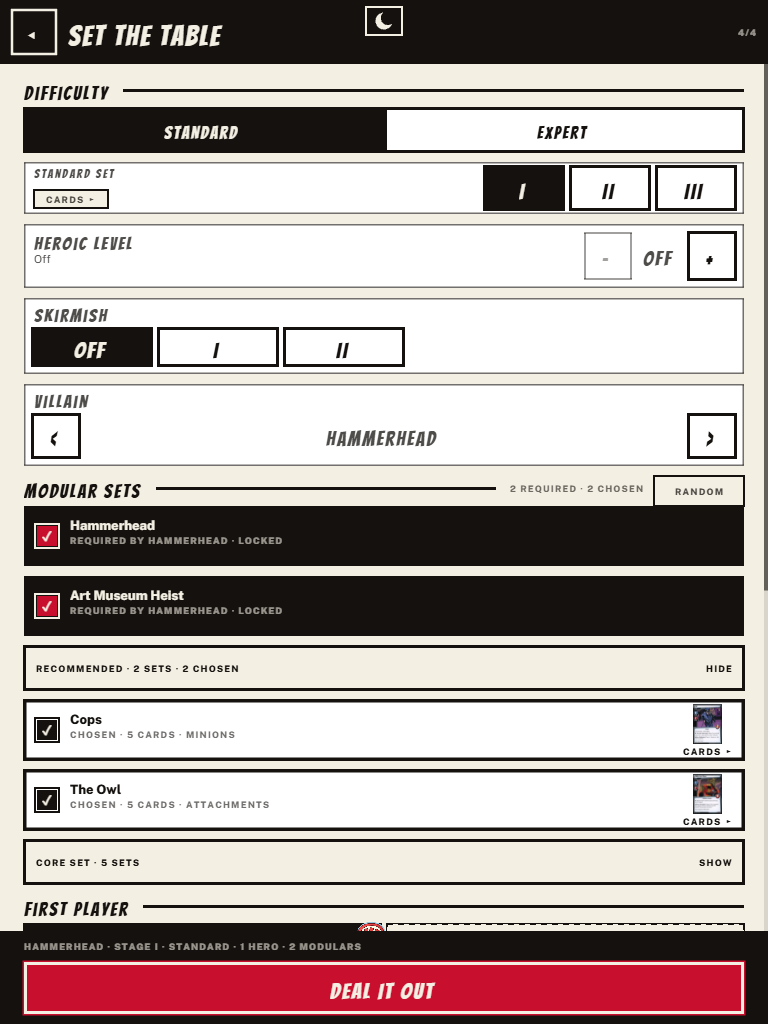 SET THE TABLE
4/4
DIFFICULTY
STANDARD
EXPERT
STANDARD SET
CARDS
I
II
III
HEROIC LEVEL
Off
-
OFF
+
SKIRMISH
OFF
I
II
VILLAIN
<
HAMMERHEAD
>
MODULAR SETS
2 REQUIRED · 2 CHOSEN
RANDOM
Hammerhead
REQUIRED BY HAMMERHEAD · LOCKED
Art Museum Heist
REQUIRED BY HAMMERHEAD · LOCKED
RECOMMENDED · 2 SETS · 2 CHOSEN
HIDE
Cops
CHOSEN · 5 CARDS · MINIONS
CARDS
The Owl
CHOSEN · 5 CARDS · ATTACHMENTS
CARDS
CORE SET · 5 SETS
SHOW
FIRST PLAYER
HAMMERHEAD · STAGE I · STANDARD · 1 HERO · 2 MODULARS
DEAL IT OUT